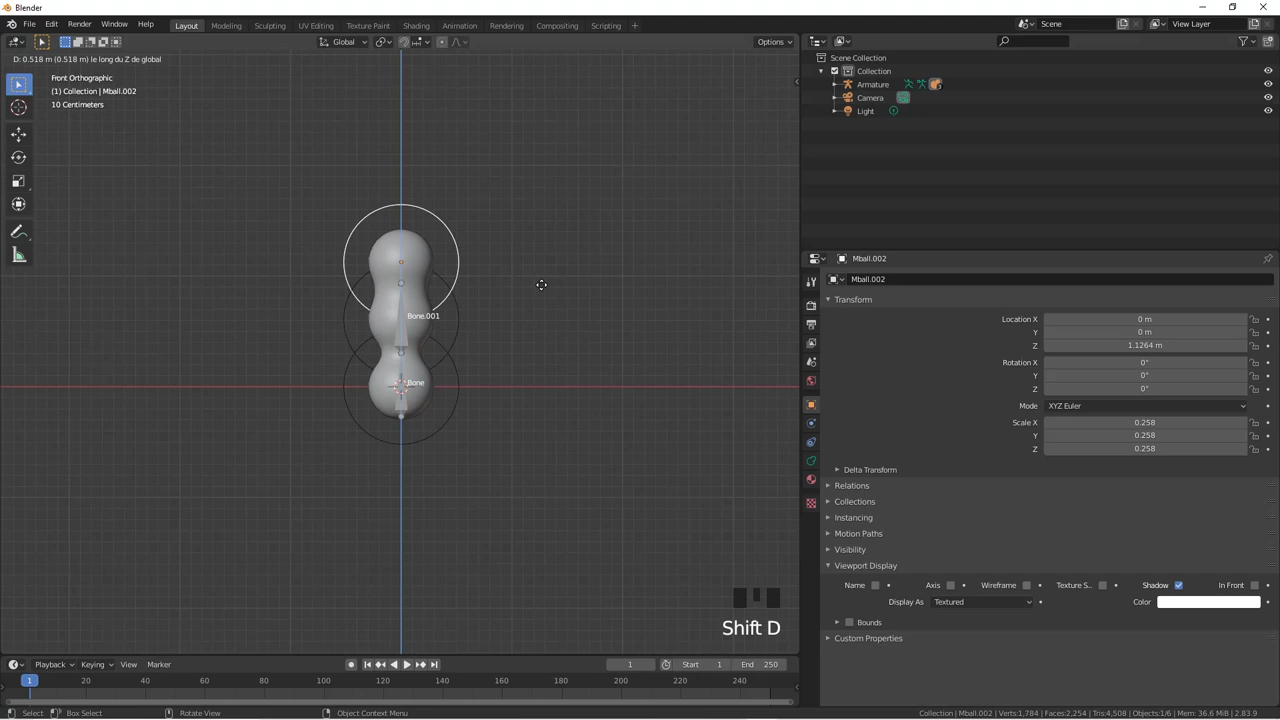 Blender
File Edit Render Window Help Layout Modeling Sculpting UV Editing Texture Paint Shading Animation Rendering Compositing Scripting + Scene View Layer
Global Options
D: 0.518 m (0.518 m) le long du Z de global
Front Orthographic
(1) Collection | Mball.002
10 Centimeters
Bone.001
Bone
Shift D
Scene Collection
Collection
Armature
Camera
Light
Mball.002
Mball.002
Transform
Location X 0 m
Y 0 m
Z 1.1264 m
Rotation X 0°
Y 0°
Z 0°
Mode XYZ Euler
Scale X 0.258
Y 0.258
Z 0.258
Delta Transform
Relations
Collections
Instancing
Motion Paths
Visibility
Viewport Display
Name Axis Wireframe Texture S... Shadow In Front
Display As Textured Color
Bounds
Custom Properties
Playback Keying View Marker 1 Start 1 End 250
1 20 40 60 80 100 120 140 160 180 200 220 240
Select Box Select Rotate View Object Context Menu Collection | Mball.002 | Verts:1,784 | Faces:2,254 | Tris:4,508 | Objects:1/6 | Mem: 36.6 MiB | 2.83.9